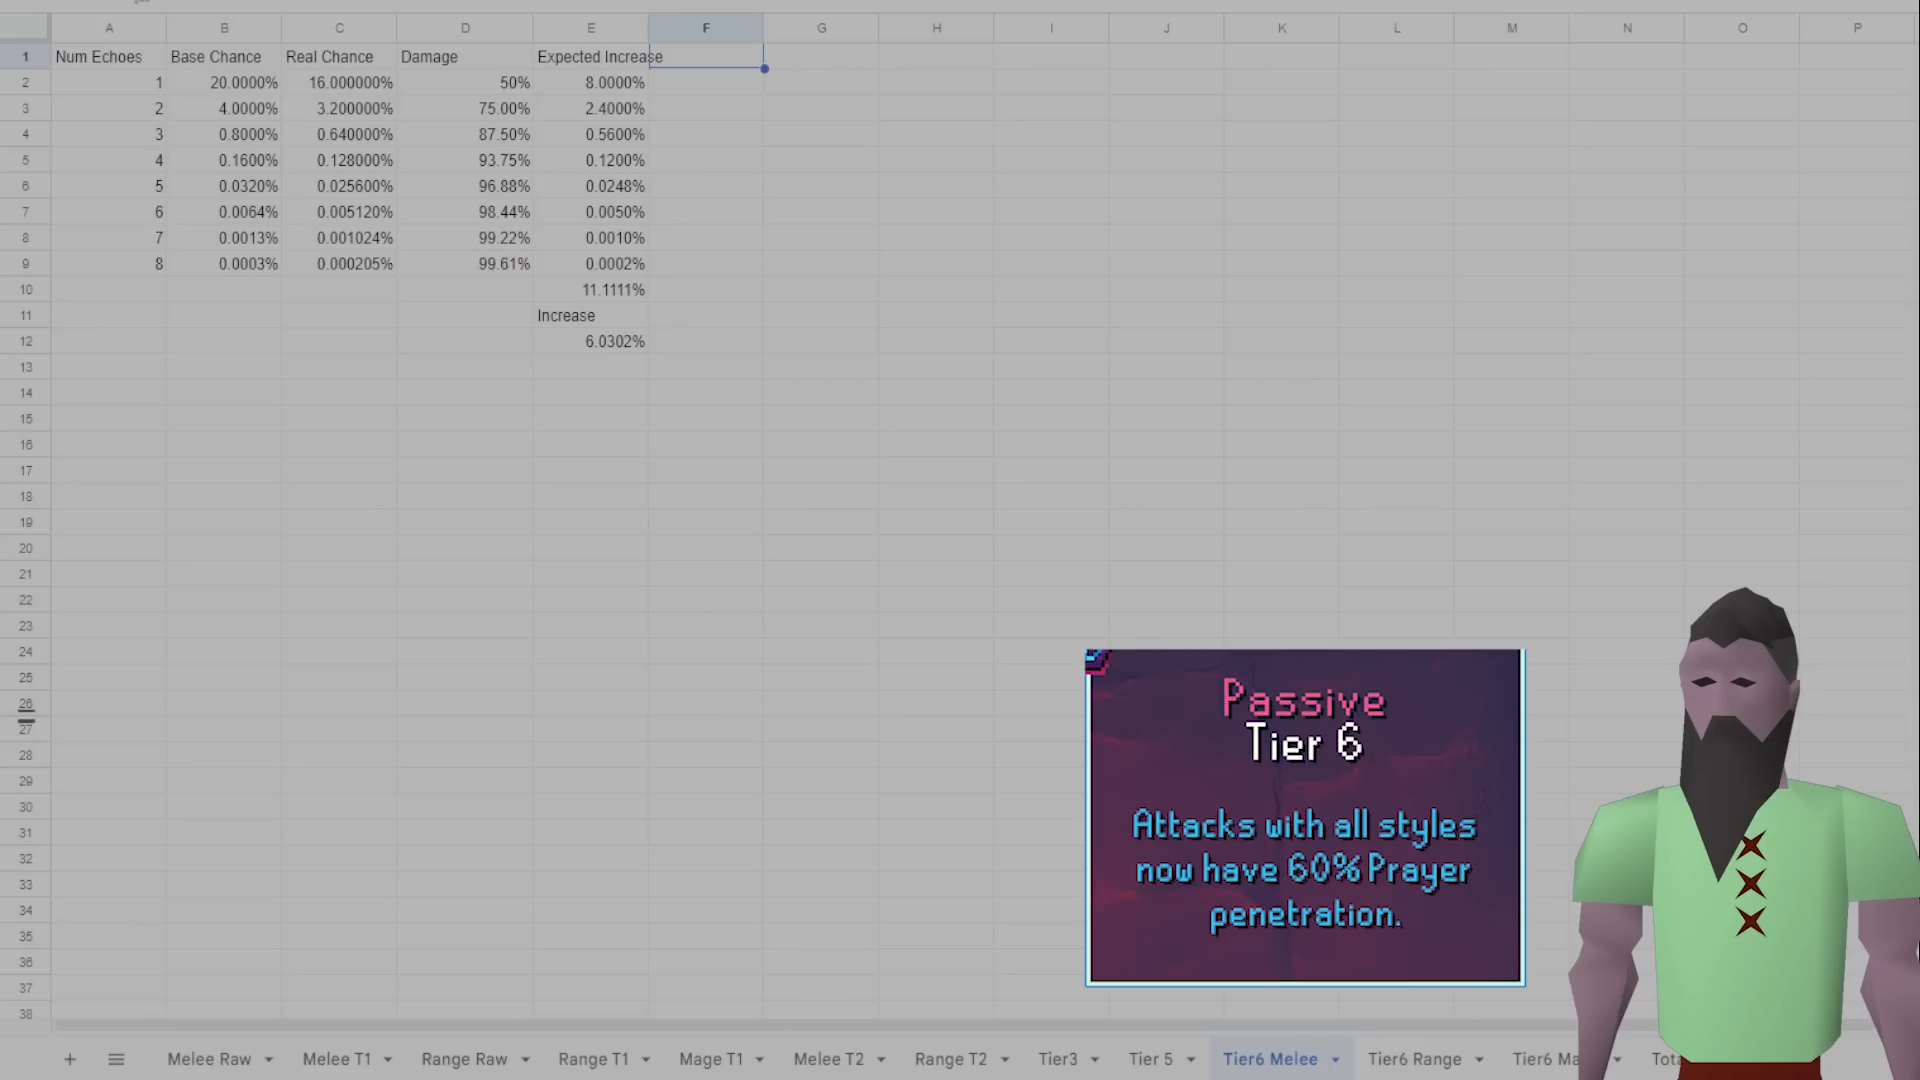 A B C D E F G H I J K L M N O P
1 Num Echoes Base Chance Real Chance Damage Expected Increase
2 1 20.0000% 16.000000% 50% 8.0000%
3 2 4.0000% 3.200000% 75.00% 2.4000%
4 3 0.8000% 0.640000% 87.50% 0.5600%
5 4 0.1600% 0.128000% 93.75% 0.1200%
6 5 0.0320% 0.025600% 96.88% 0.0248%
7 6 0.0064% 0.005120% 98.44% 0.0050%
8 7 0.0013% 0.001024% 99.22% 0.0010%
9 8 0.0003% 0.000205% 99.61% 0.0002%
10 11.1111%
11 Increase
12 6.0302%
13
14
15
16
17
18
19
20
21
22
23
24
25
26
27
28
29
30
31
32
33
34
35
36
37
38
Passive
Tier 6
Attacks with all styles
now have 60% Prayer
penetration.
Melee Raw Melee T1 Range Raw Range T1 Mage T1 Melee T2 Range T2 Tier3 Tier 5 Tier6 Melee Tier6 Range Tier6 Ma Tot